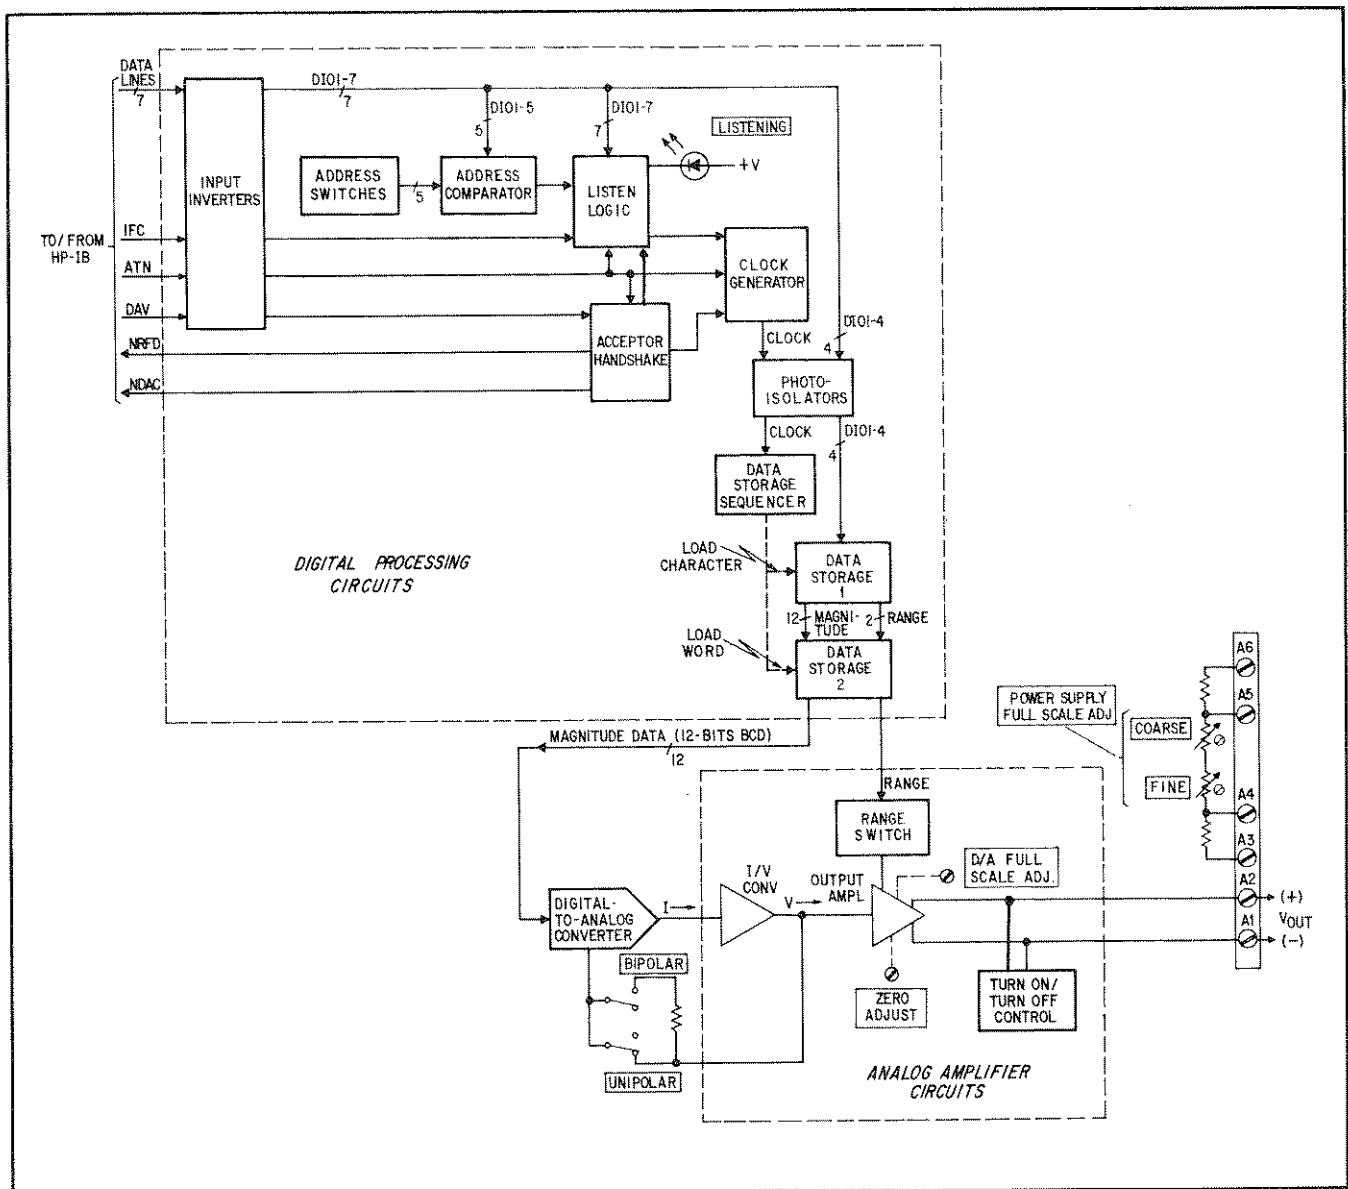 DATA
LINES
7
DIO1-7
7
DIO1-5
5
DIO1-7
7
LISTENING
+V
INPUT
INVERTERS
ADDRESS
SWITCHES
5
ADDRESS
COMPARATOR
LISTEN
LOGIC
TO/FROM
HP-IB
IFC
ATN
DAV
NRFD
NDAC
CLOCK
GENERATOR
ACCEPTOR
HANDSHAKE
CLOCK
DIO1-4
4
PHOTO-
ISOLATORS
CLOCK
DIO1-4
4
DATA
STORAGE
SEQUENCER
DIGITAL PROCESSING
CIRCUITS
LOAD
CHARACTER
DATA
STORAGE
1
12
MAGNI-
TUDE
2
RANGE
LOAD
WORD
DATA
STORAGE
2
MAGNITUDE DATA (12-BITS BCD)
12
RANGE
RANGE
SWITCH
POWER SUPPLY
FULL SCALE ADJ
COARSE
FINE
A6
A5
A4
A3
A2
A1
(+)
VOUT
(-)
D/A FULL
SCALE ADJ.
I/V
CONV
OUTPUT
AMPL
V
I
DIGITAL-
TO-ANALOG
CONVERTER
BIPOLAR
UNIPOLAR
ZERO
ADJUST
TURN ON/
TURN OFF
CONTROL
ANALOG AMPLIFIER
CIRCUITS